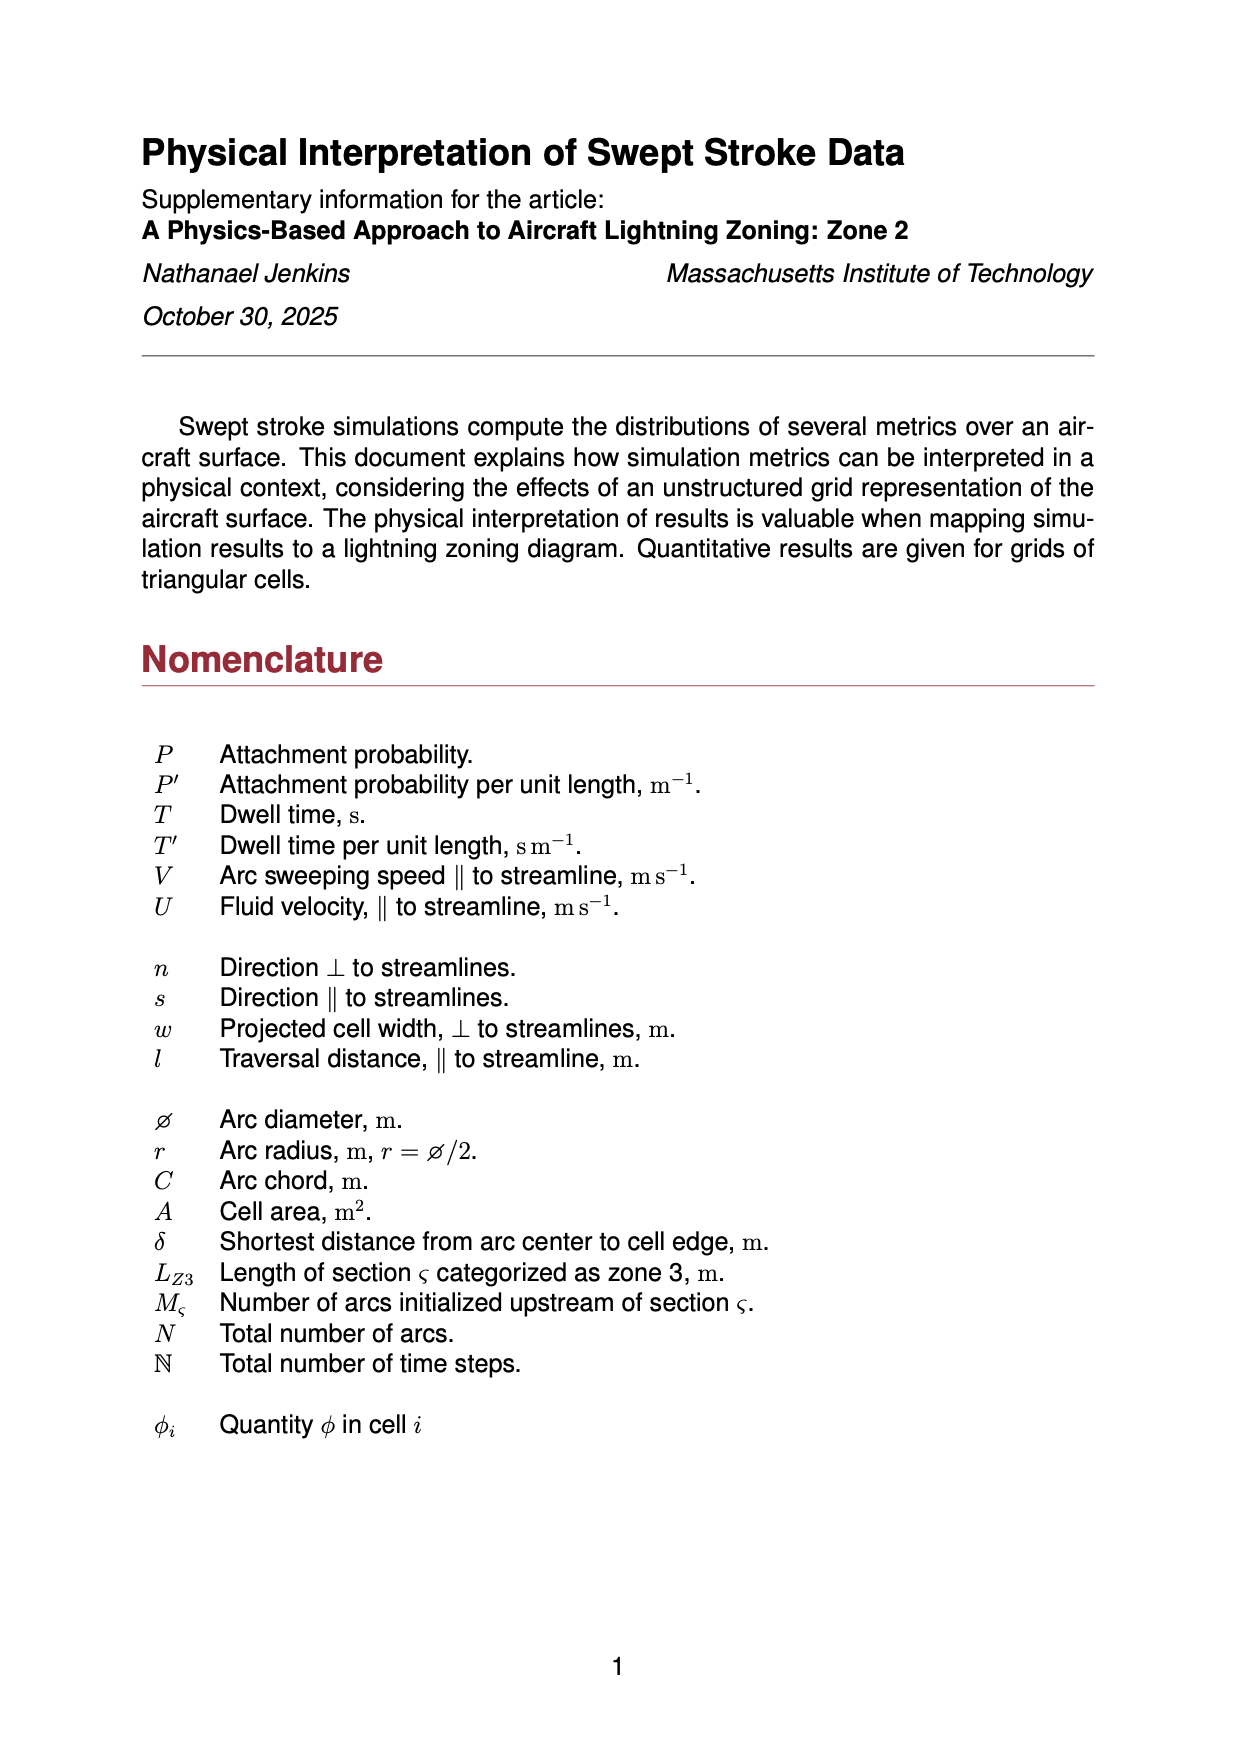 Physical Interpretation of Swept Stroke Data
Supplementary information for the article:
A Physics-Based Approach to Aircraft Lightning Zoning: Zone 2
Nathanael Jenkins Massachusetts Institute of Technology
October 30, 2025
Swept stroke simulations compute the distributions of several metrics over an air-
craft surface. This document explains how simulation metrics can be interpreted in a
physical context, considering the effects of an unstructured grid representation of the
aircraft surface. The physical interpretation of results is valuable when mapping simu-
lation results to a lightning zoning diagram. Quantitative results are given for grids of
triangular cells.
Nomenclature
P Attachment probability.
P′ Attachment probability per unit length, m⁻¹.
T Dwell time, s.
T′ Dwell time per unit length, s m⁻¹.
V Arc sweeping speed ∥ to streamline, m s⁻¹.
U Fluid velocity, ∥ to streamline, m s⁻¹.
n Direction ⊥ to streamlines.
s Direction ∥ to streamlines.
w Projected cell width, ⊥ to streamlines, m.
l Traversal distance, ∥ to streamline, m.
⌀ Arc diameter, m.
r Arc radius, m, r = ⌀/2.
C Arc chord, m.
A Cell area, m².
δ Shortest distance from arc center to cell edge, m.
L_Z3 Length of section ς categorized as zone 3, m.
M_ς Number of arcs initialized upstream of section ς.
N Total number of arcs.
ℕ Total number of time steps.
ϕᵢ Quantity ϕ in cell i
1